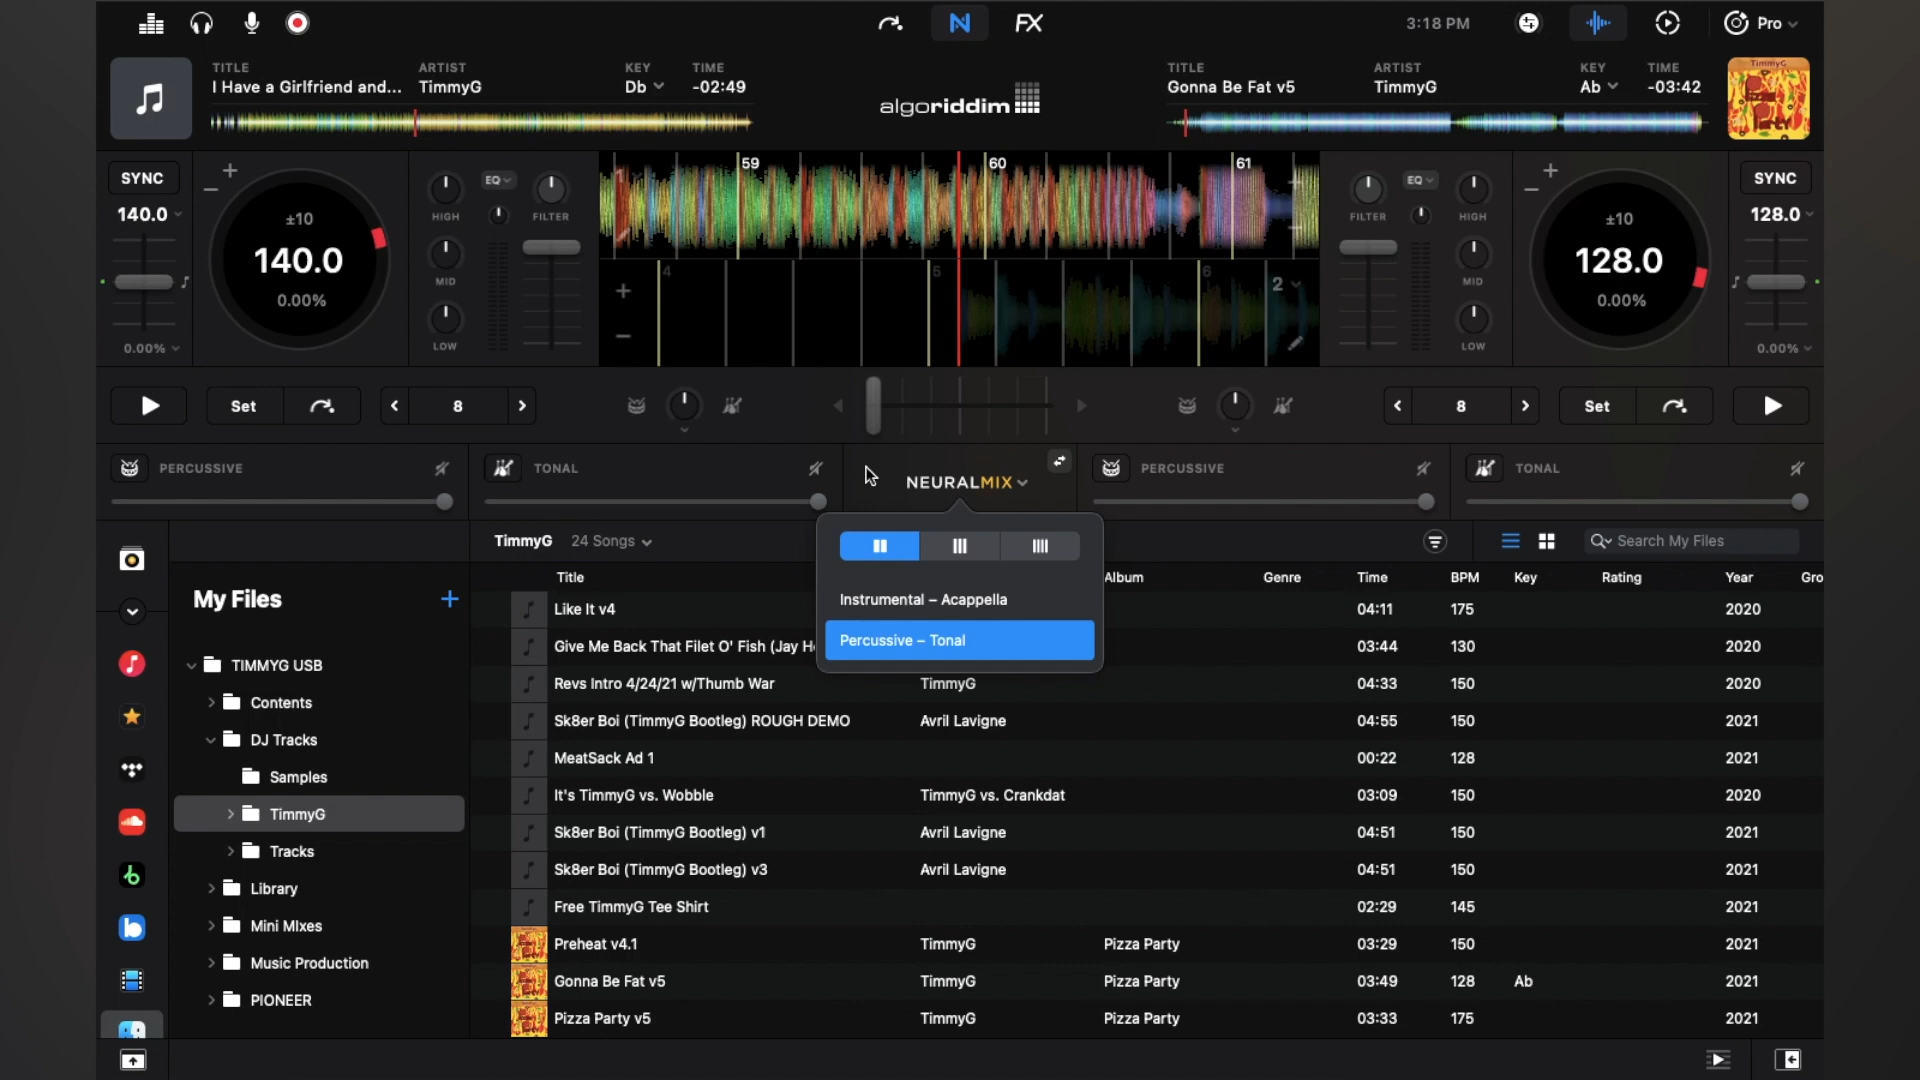 FX
3:18 PM
Pro
TITLE ARTIST KEY TIME
I Have a Girlfriend and... TimmyG Db -02:49
algoriddim
TITLE ARTIST KEY TIME
Gonna Be Fat v5 TimmyG Ab -03:42
TimmyG
Party
SYNC
140.0
±10
140.0
0.00%
0.00%
EQ
HIGH FILTER
MID
LOW
59 60 61
4 5 6
2
EQ
FILTER HIGH
MID
LOW
±10
128.0
0.00%
SYNC
128.0
0.00%
Set 8
8 Set
PERCUSSIVE TONAL NEURALMIX PERCUSSIVE TONAL
TimmyG 24 Songs
Search My Files
Instrumental – Acappella
Percussive – Tonal
My Files
TIMMYG USB
Contents
DJ Tracks
Samples
TimmyG
Tracks
Library
Mini MIxes
Music Production
PIONEER
Title Album Genre Time BPM Key Rating Year Gro
Like It v4 04:11 175 2020
Give Me Back That Filet O' Fish (Jay H 03:44 130 2020
Revs Intro 4/24/21 w/Thumb War TimmyG 04:33 150 2020
Sk8er Boi (TimmyG Bootleg) ROUGH DEMO Avril Lavigne 04:55 150 2021
MeatSack Ad 1 00:22 128 2021
It's TimmyG vs. Wobble TimmyG vs. Crankdat 03:09 150 2020
Sk8er Boi (TimmyG Bootleg) v1 Avril Lavigne 04:51 150 2021
Sk8er Boi (TimmyG Bootleg) v3 Avril Lavigne 04:51 150 2021
Free TimmyG Tee Shirt 02:29 145 2021
Preheat v4.1 TimmyG Pizza Party 03:29 150 2021
Gonna Be Fat v5 TimmyG Pizza Party 03:49 128 Ab 2021
Pizza Party v5 TimmyG Pizza Party 03:33 175 2021